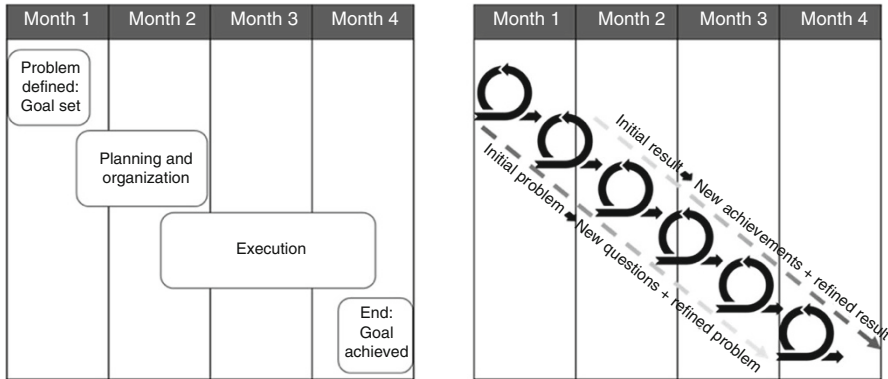 Month 1 Month 2 Month 3 Month 4
Problem
defined:
Goal set
Planning and
organization
Execution
End:
Goal
achieved
Month 1 Month 2 Month 3 Month 4
Initial result New achievements + refined result
Initial problem New questions + refined problem